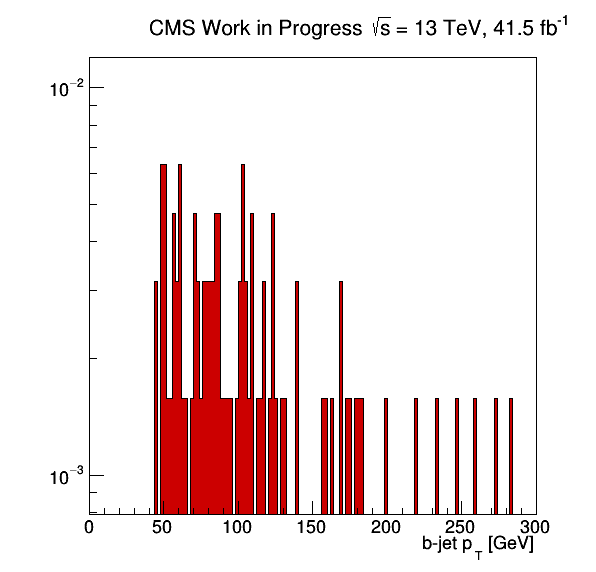 CMS Work in Progress √s = 13 TeV, 41.5 fb⁻¹
10⁻²
10⁻³
0 50 100 150 200 250 300
b-jet p_T [GeV]